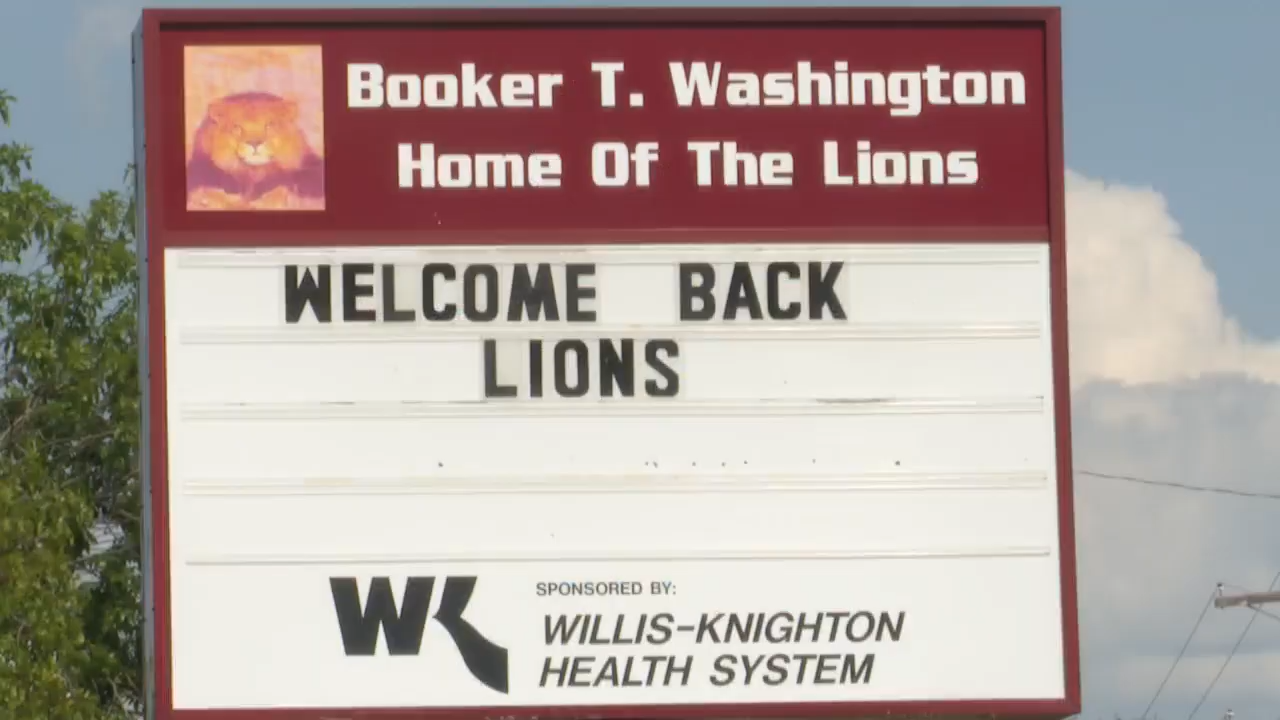 Booker T. Washington
Home Of The Lions
WELCOME BACK
LIONS
WK
SPONSORED BY:
WILLIS-KNIGHTON
HEALTH SYSTEM